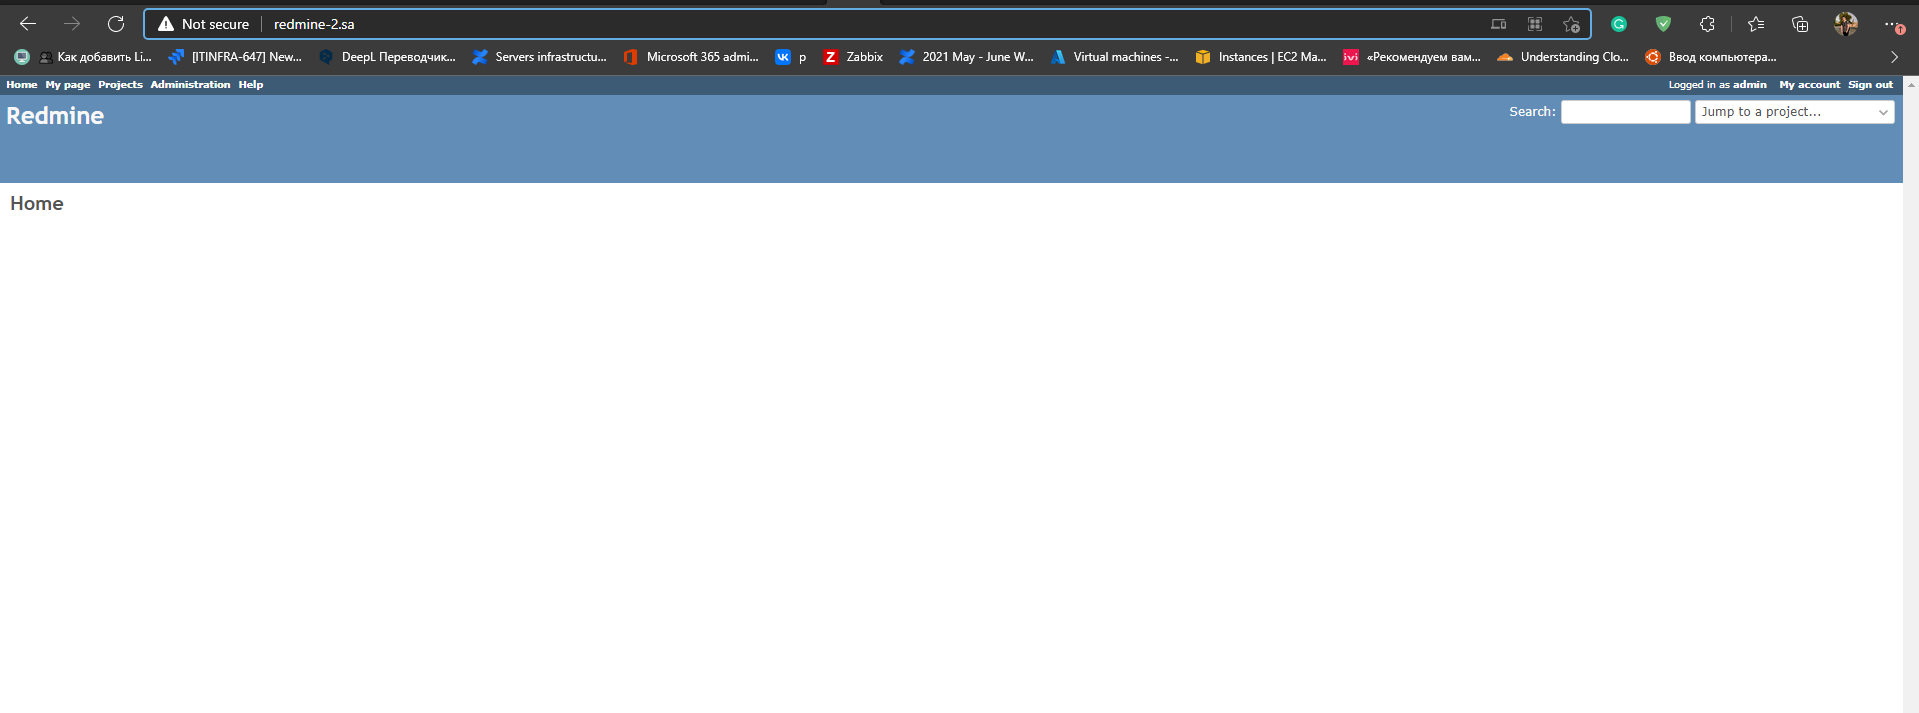 Not secure redmine-2.sa
Как добавить Li... [ITINFRA-647] New... DeepL Переводчик... Servers infrastructu... Microsoft 365 admi... p Zabbix 2021 May - June W... Virtual machines -... Instances | EC2 Ma... «Рекомендуем вам... Understanding Clo... Ввод компьютера...
Home My page Projects Administration Help Logged in as admin My account Sign out
Redmine Search: Jump to a project...
Home